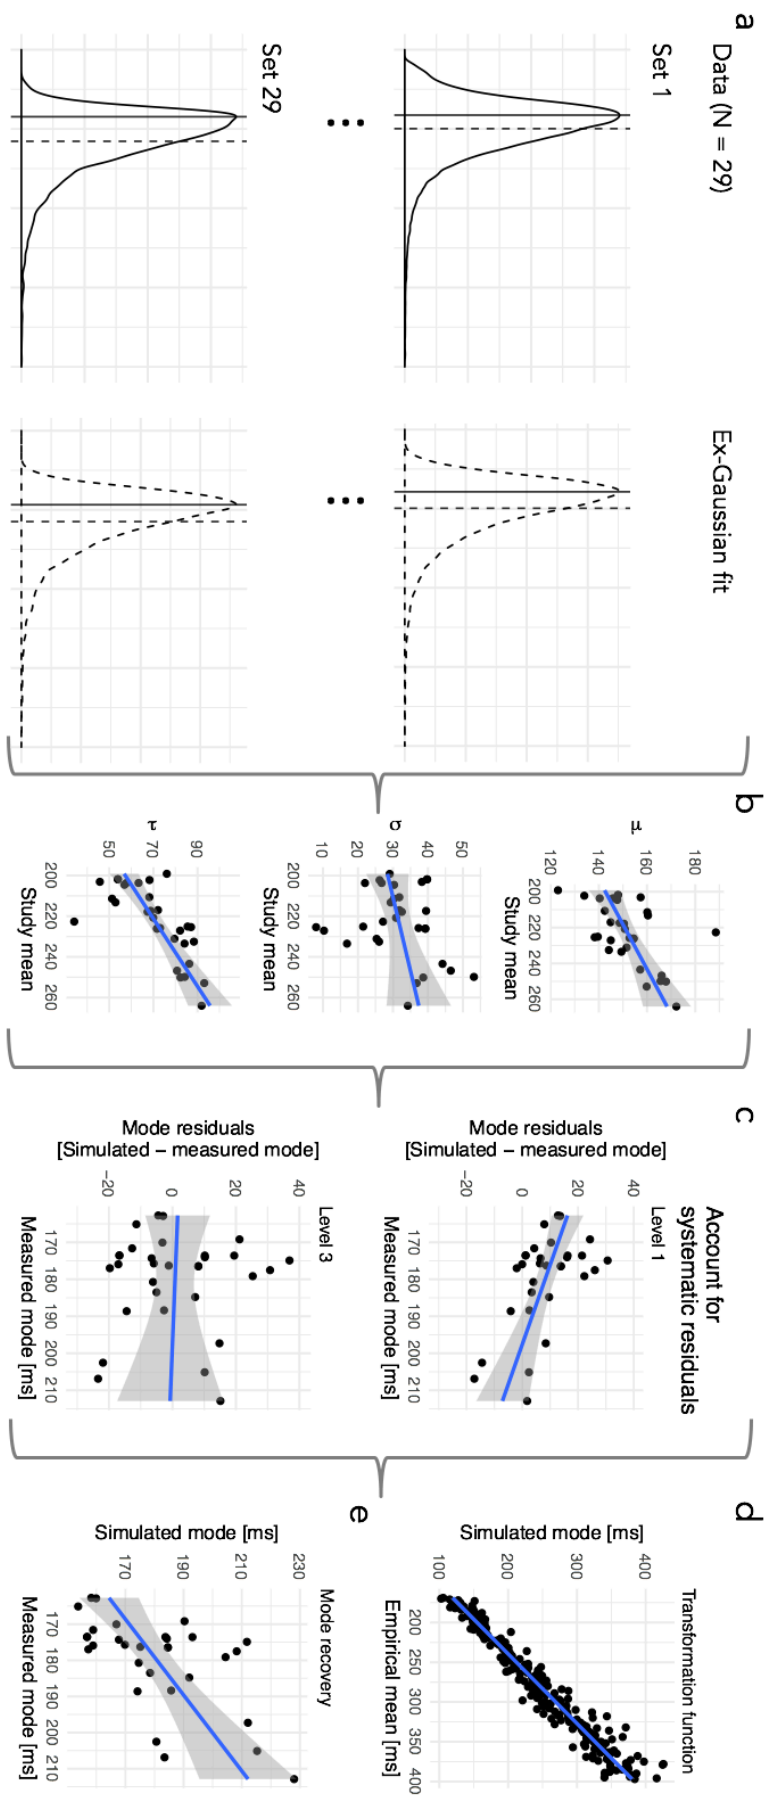 a
Data (N = 29)
Set 1
Set 29
Ex-Gaussian fit
b
μ
120 140 160 180
200 220 240 260
Study mean
σ
10 20 30 40 50
200 220 240 260
Study mean
τ
50 70 90
200 220 240 260
Study mean
c
Account for
systematic residuals
Level 1
Mode residuals
[Simulated – measured mode]
−20 0 20 40
170 180 190 200 210
Measured mode [ms]
Level 3
Mode residuals
[Simulated – measured mode]
−20 0 20 40
170 180 190 200 210
Measured mode [ms]
d
Transformation function
Simulated mode [ms]
100 200 300 400
200 250 300 350 400
Empirical mean [ms]
e
Mode recovery
Simulated mode [ms]
170 190 210 230
170 180 190 200 210
Measured mode [ms]